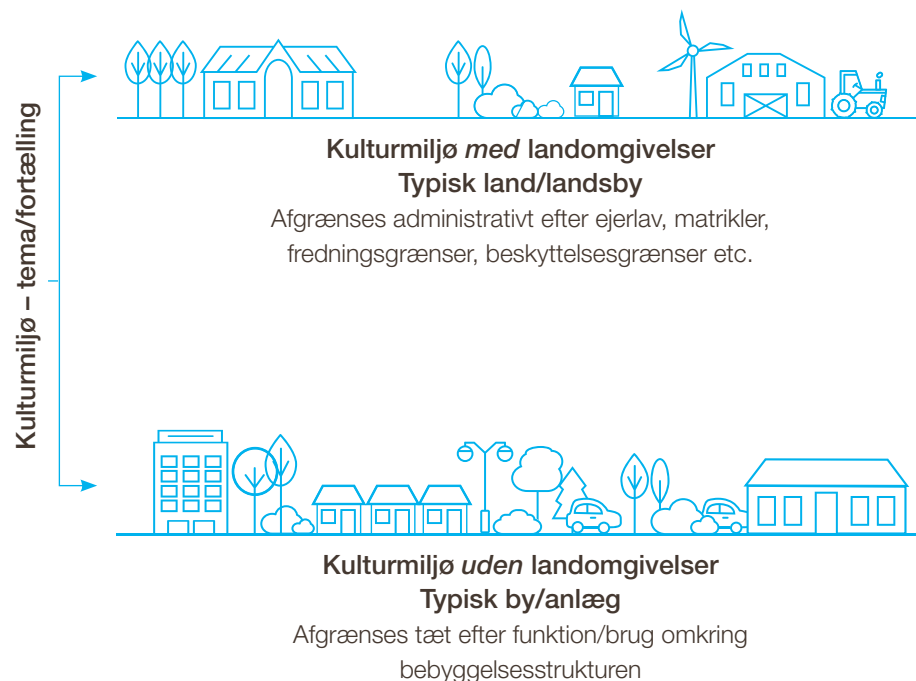 Kulturmiljø – tema/fortælling
Kulturmiljø med landomgivelser
Typisk land/landsby
Afgrænses administrativt efter ejerlav, matrikler,
fredningsgrænser, beskyttelsesgrænser etc.
Kulturmiljø uden landomgivelser
Typisk by/anlæg
Afgrænses tæt efter funktion/brug omkring
bebyggelsesstrukturen